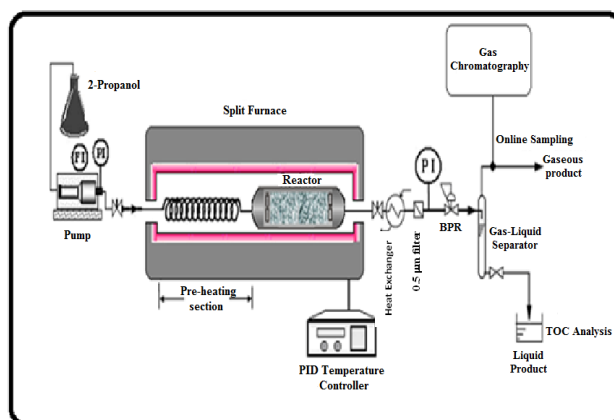 2-Propanol
FI
PI
Pump
Split Furnace
Reactor
Pre-heating
section
PID Temperature
Controller
Heat Exchanger
0.5 µm filter
PI
BPR
Gas
Chromatography
Online Sampling
Gaseous
product
Gas-Liquid
Separator
TOC Analysis
Liquid
Product